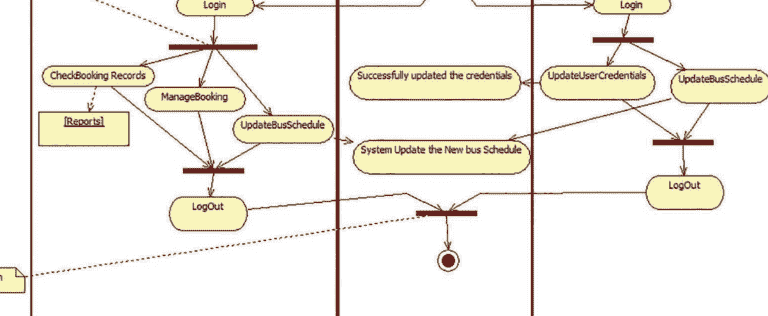 Login
Login
CheckBooking Records
Successfully updated the credentials
UpdateUserCredentials
UpdateBusSchedule
ManageBooking
[Reports]
UpdateBusSchedule
System Update the New bus Schedule
LogOut
LogOut